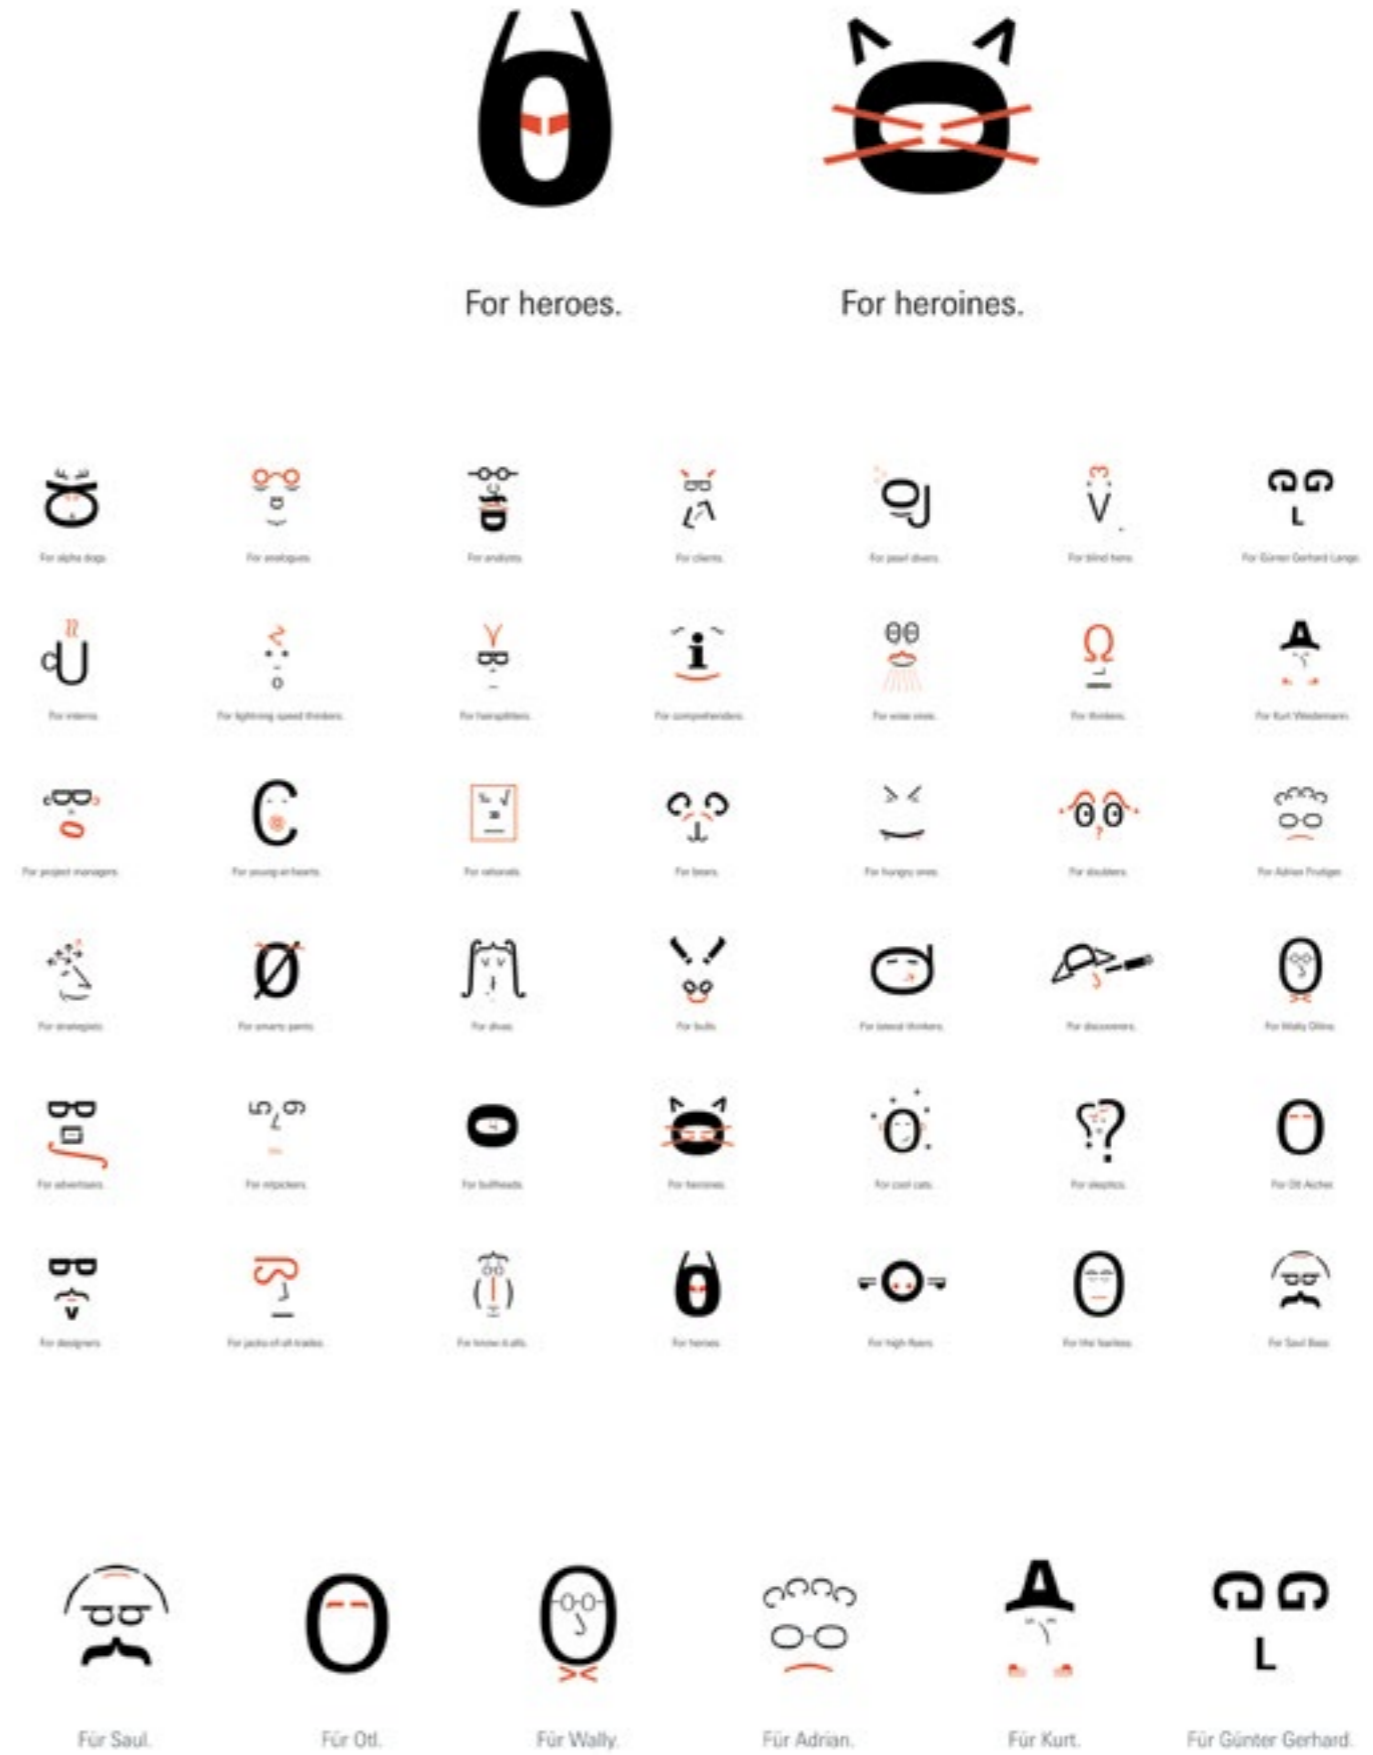 For heroes.
For heroines.
For alpha dogs.
For analogues.
For analysts.
For clients.
For pearl divers.
For blind hens.
For Günter Gerhard Lange.
For interns.
For lightning speed thinkers.
For hairsplitters.
For comprehenders.
For wise ones.
For thinkers.
For Kurt Weidemann.
For project managers.
For young-at-hearts.
For rationals.
For bears.
For hungry ones.
For doubters.
For Adrian Frutiger.
For strategists.
For smarty pants.
For divas.
For bulls.
For lateral thinkers.
For discoverers.
For Wally Olins.
For advertisers.
For nitpickers.
For bullheads.
For heroines.
For cool cats.
For skeptics.
For Otl Aicher.
For designers.
For jacks-of-all-trades.
For know-it-alls.
For heroes.
For high flyers.
For the fearless.
For Saul Bass.
Für Saul.
Für Otl.
Für Wally.
Für Adrian.
Für Kurt.
Für Günter Gerhard.